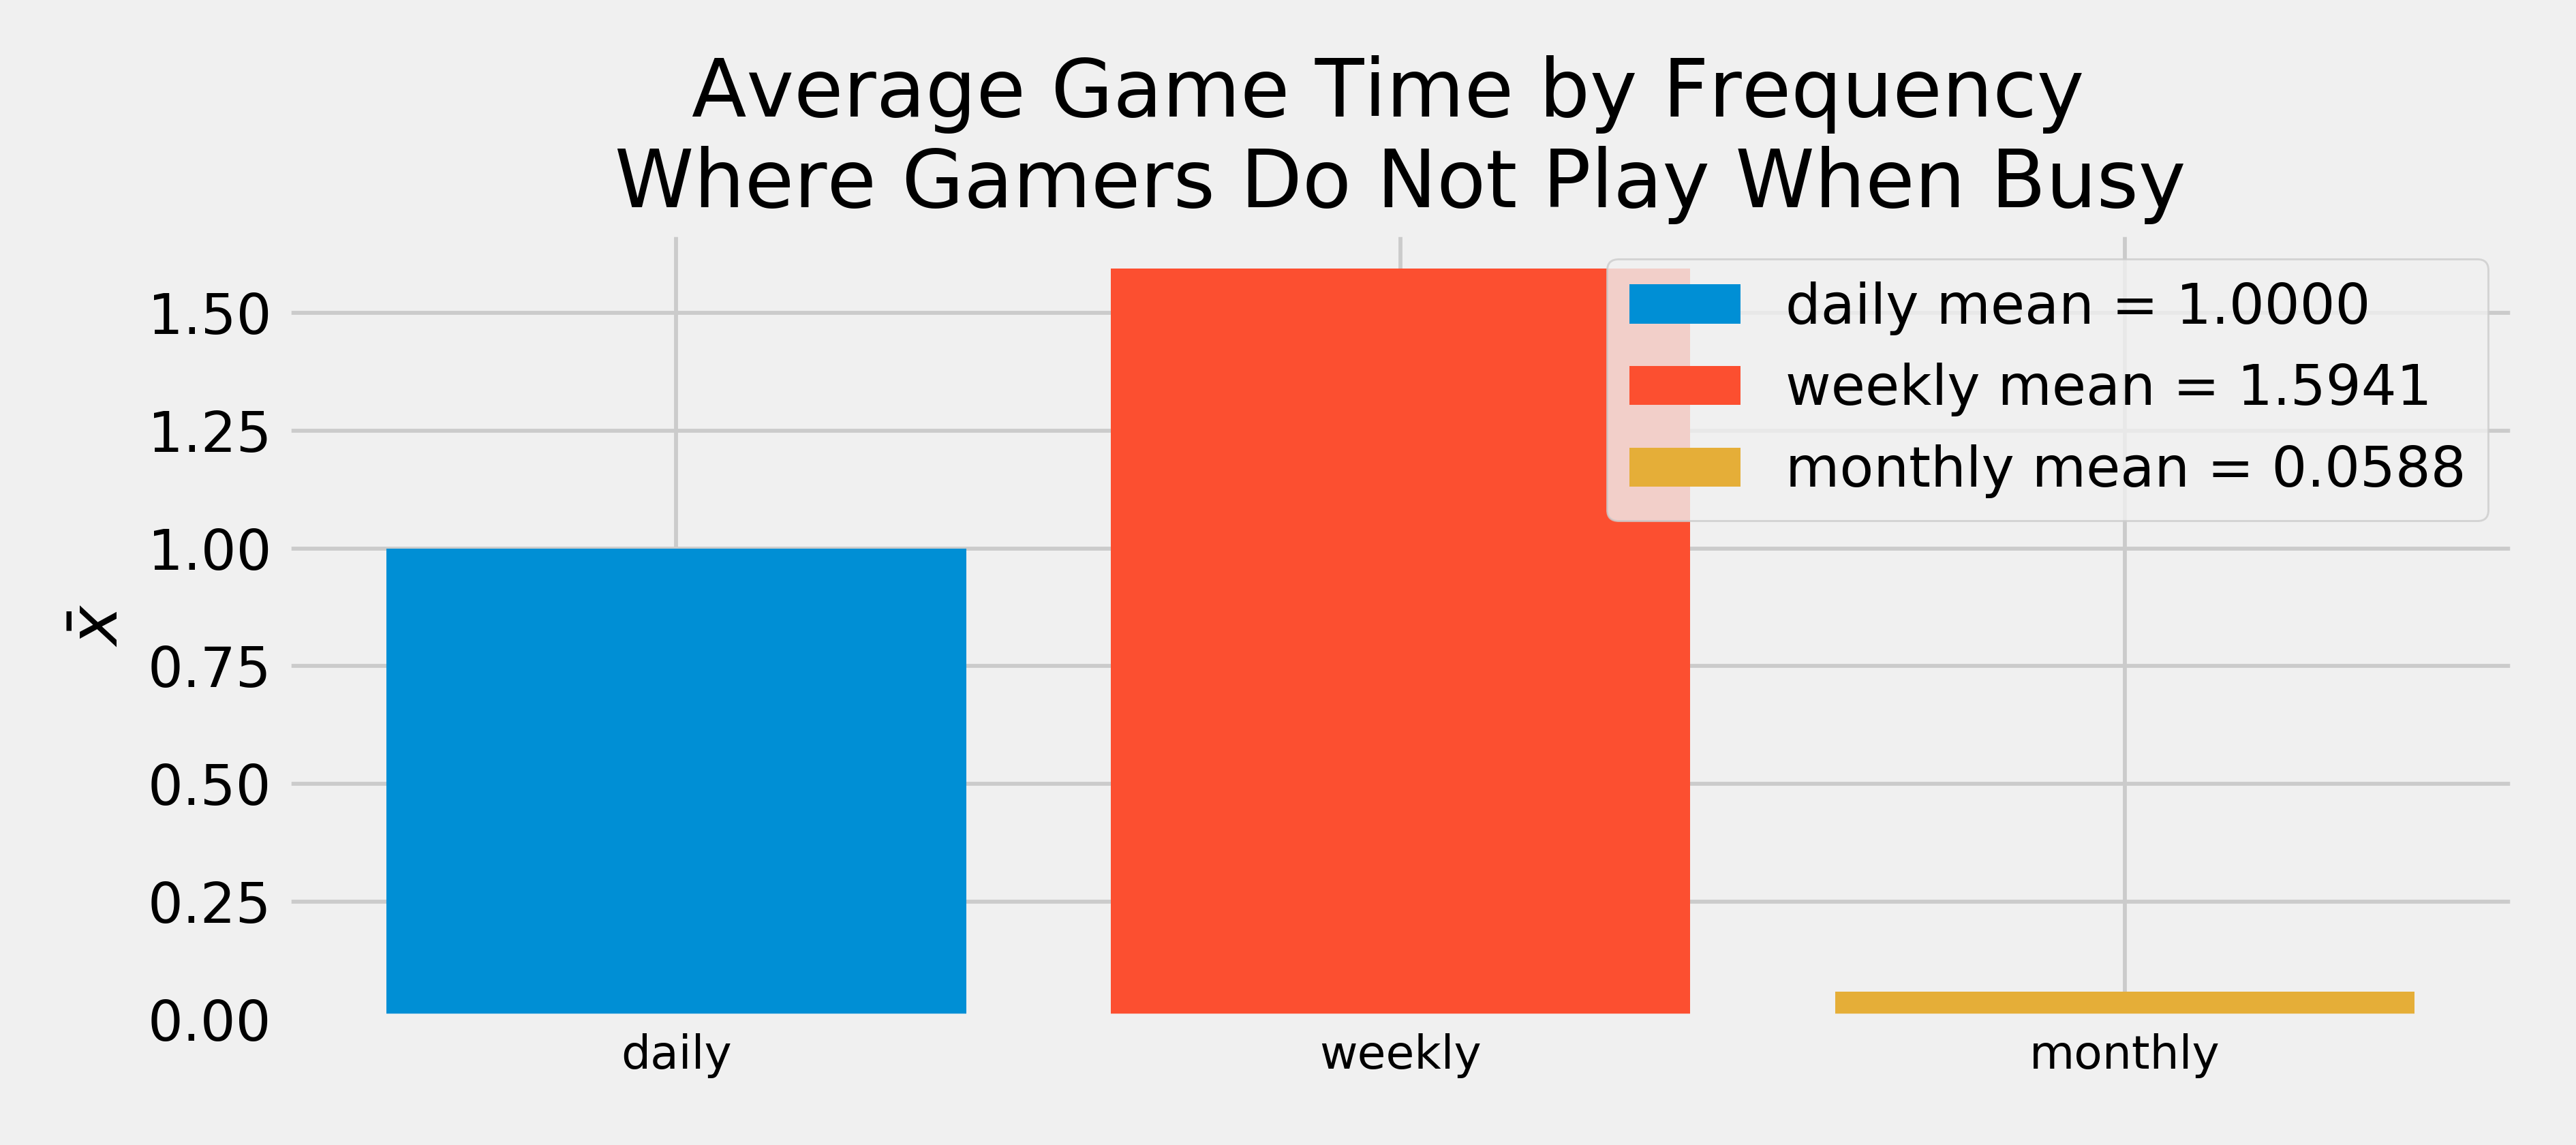 Average Game Time by Frequency
Where Gamers Do Not Play When Busy
daily mean = 1.0000
weekly mean = 1.5941
monthly mean = 0.0588
1.50
1.25
1.00
0.75
0.50
0.25
0.00
x̄
daily
weekly
monthly